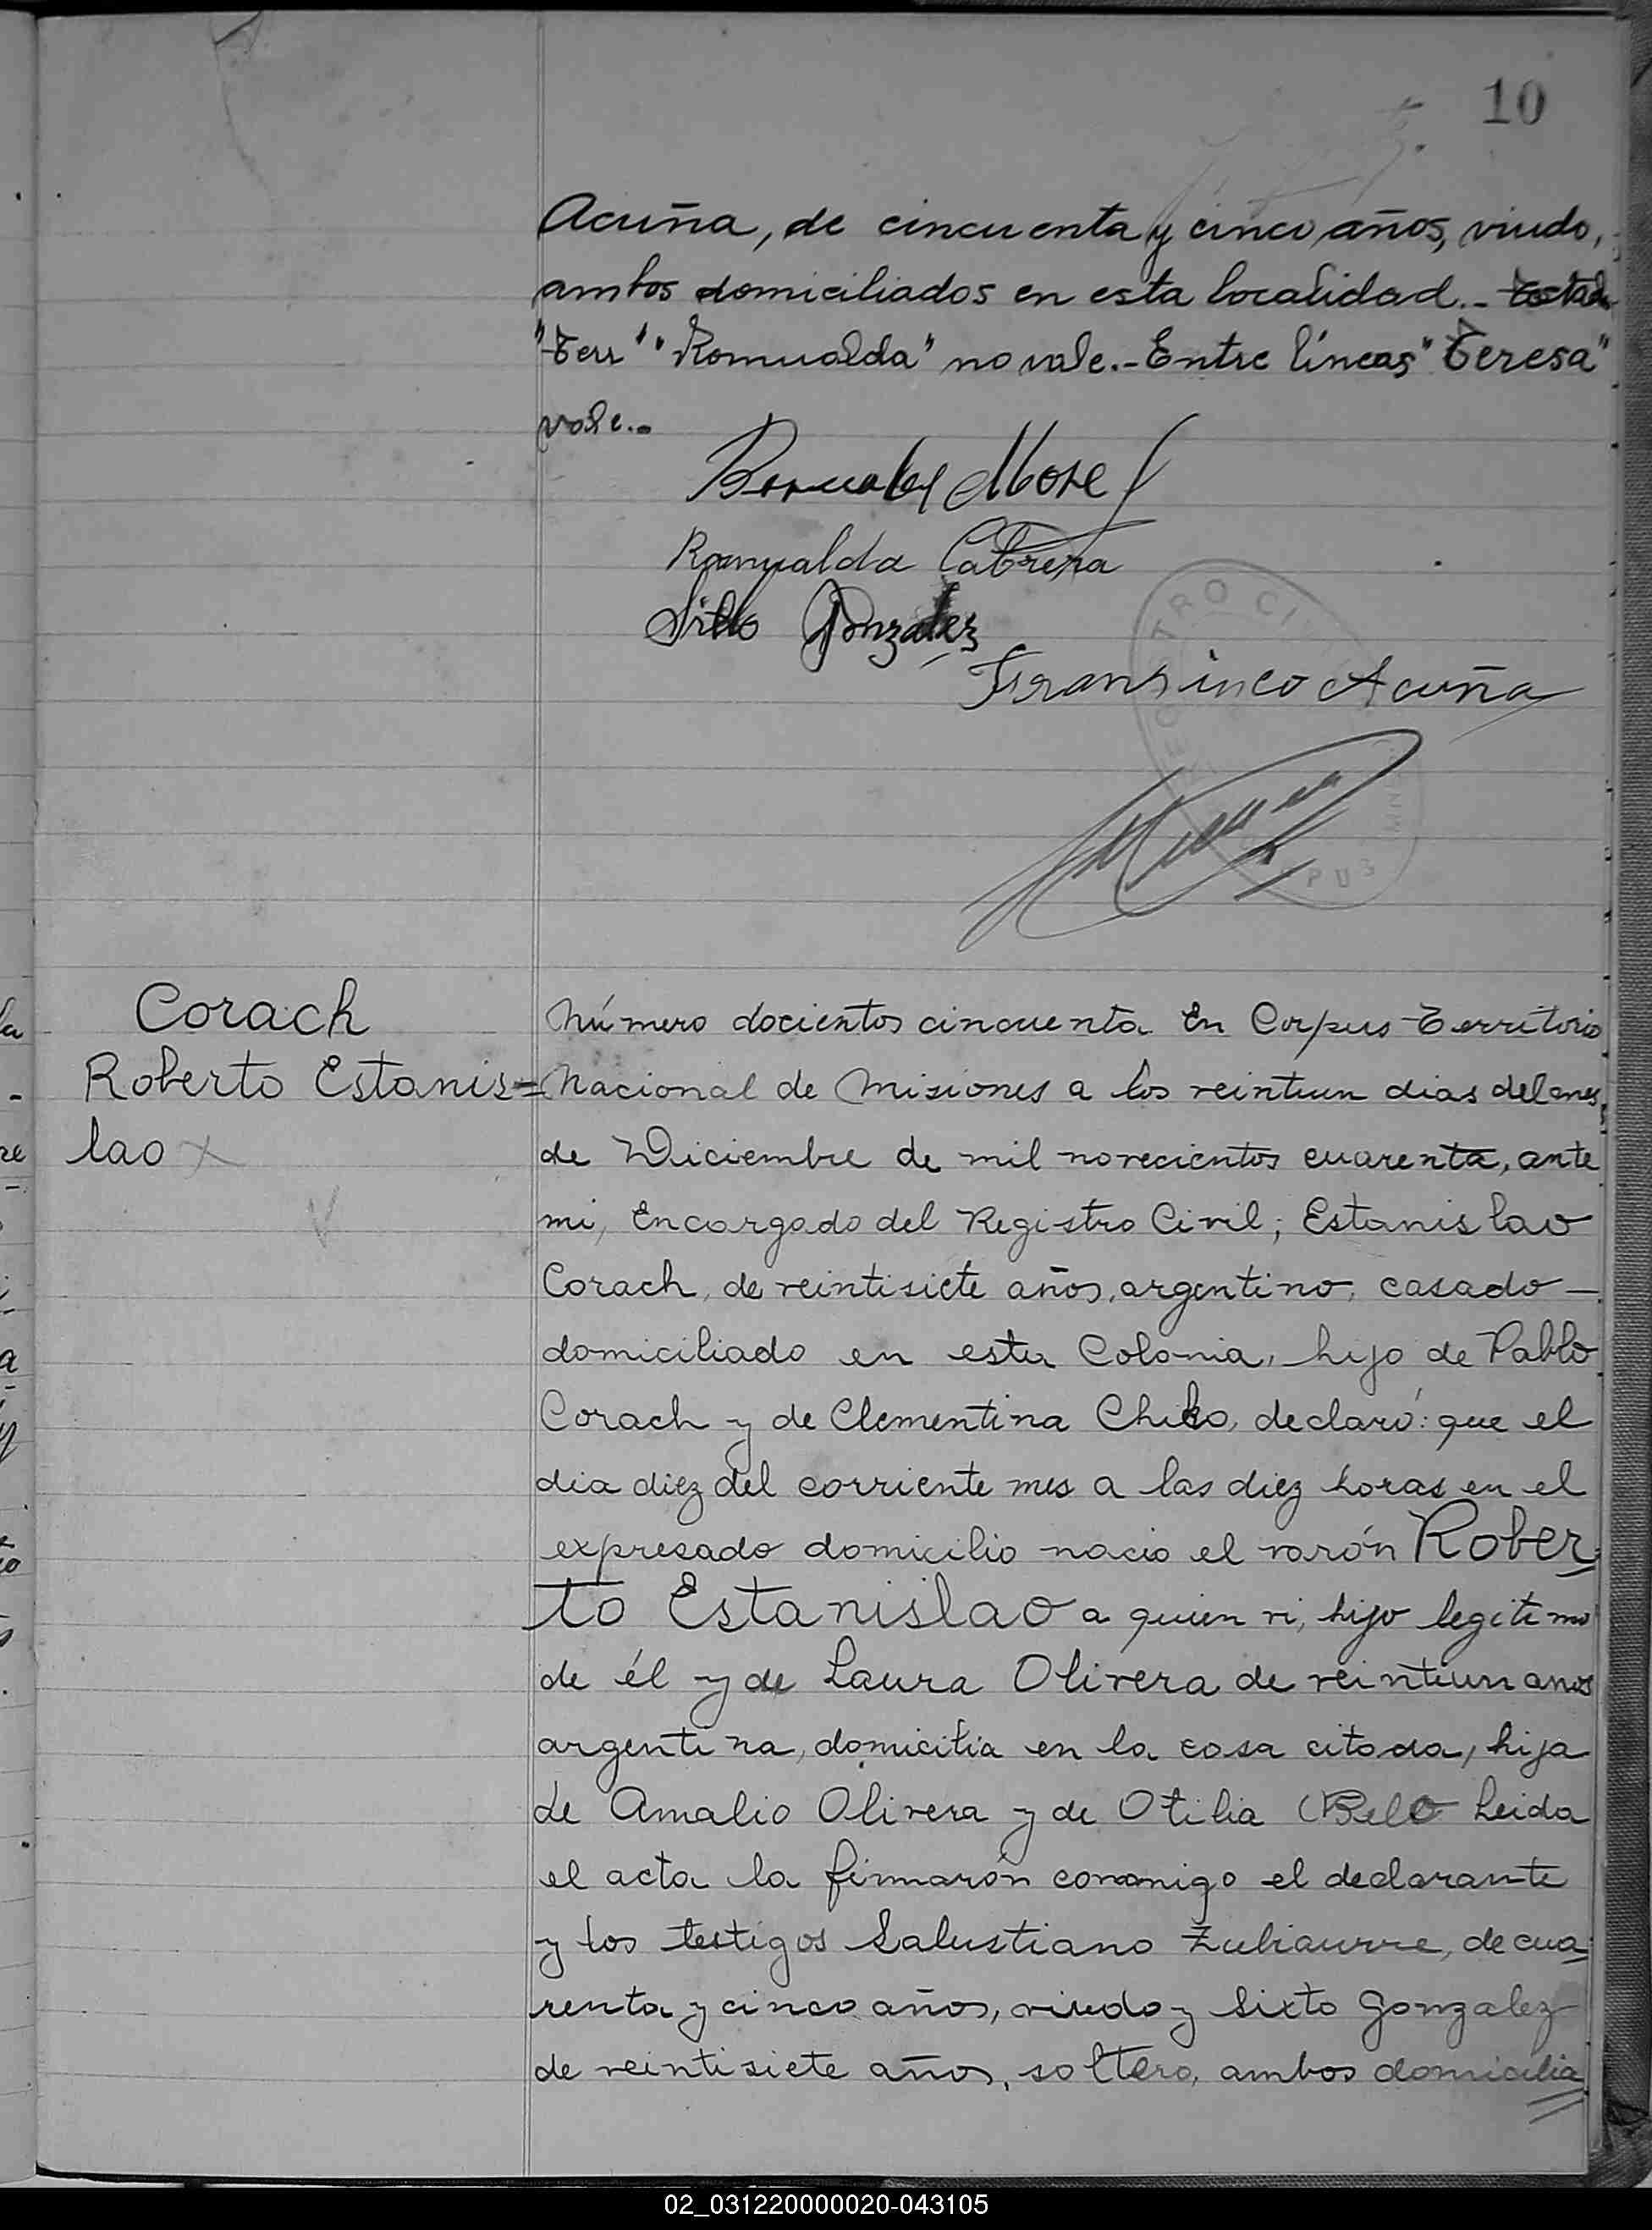 10
Acuña, de cincuenta y cinco años, viudo,
ambos domiciliados en esta localidad.- Testado
"Terr" "Romualda" no vale.- Entre líneas "Teresa"
vale.-
Morel
Romualda Cabrera
Sixto Gonzalez
Fransisco Acuña
Corach
Roberto Estanis=
lao
Número docientos cincuenta En Corpus Territorio
Nacional de Misiones a los veintiun dias del mes
de Diciembre de mil novecientos cuarenta, ante
mi, Encargado del Registro Civil; Estanislao
Corach, de veintisiete años, argentino, casado —
domiciliado en esta Colonia, hijo de Pablo
Corach y de Clementina Chiko, declaró: que el
dia diez del corriente mes a las diez horas en el
expresado domicilio nacio el varón Rober
to Estanislao a quien vi, hijo legitimo
de él y de Laura Olivera de veintiun anos
argentina, domicilia en la casa citada, hija
de Amalio Olivera y de Otilia Belo Leida
el acta la firmarón conmigo el declarante
y los testigos Salustiano Zubiaurre, de cua
renta y cinco años, viudo y Sixto Gonzalez
de veintisiete años, soltero, ambos domicilia
02_031220000020-043105